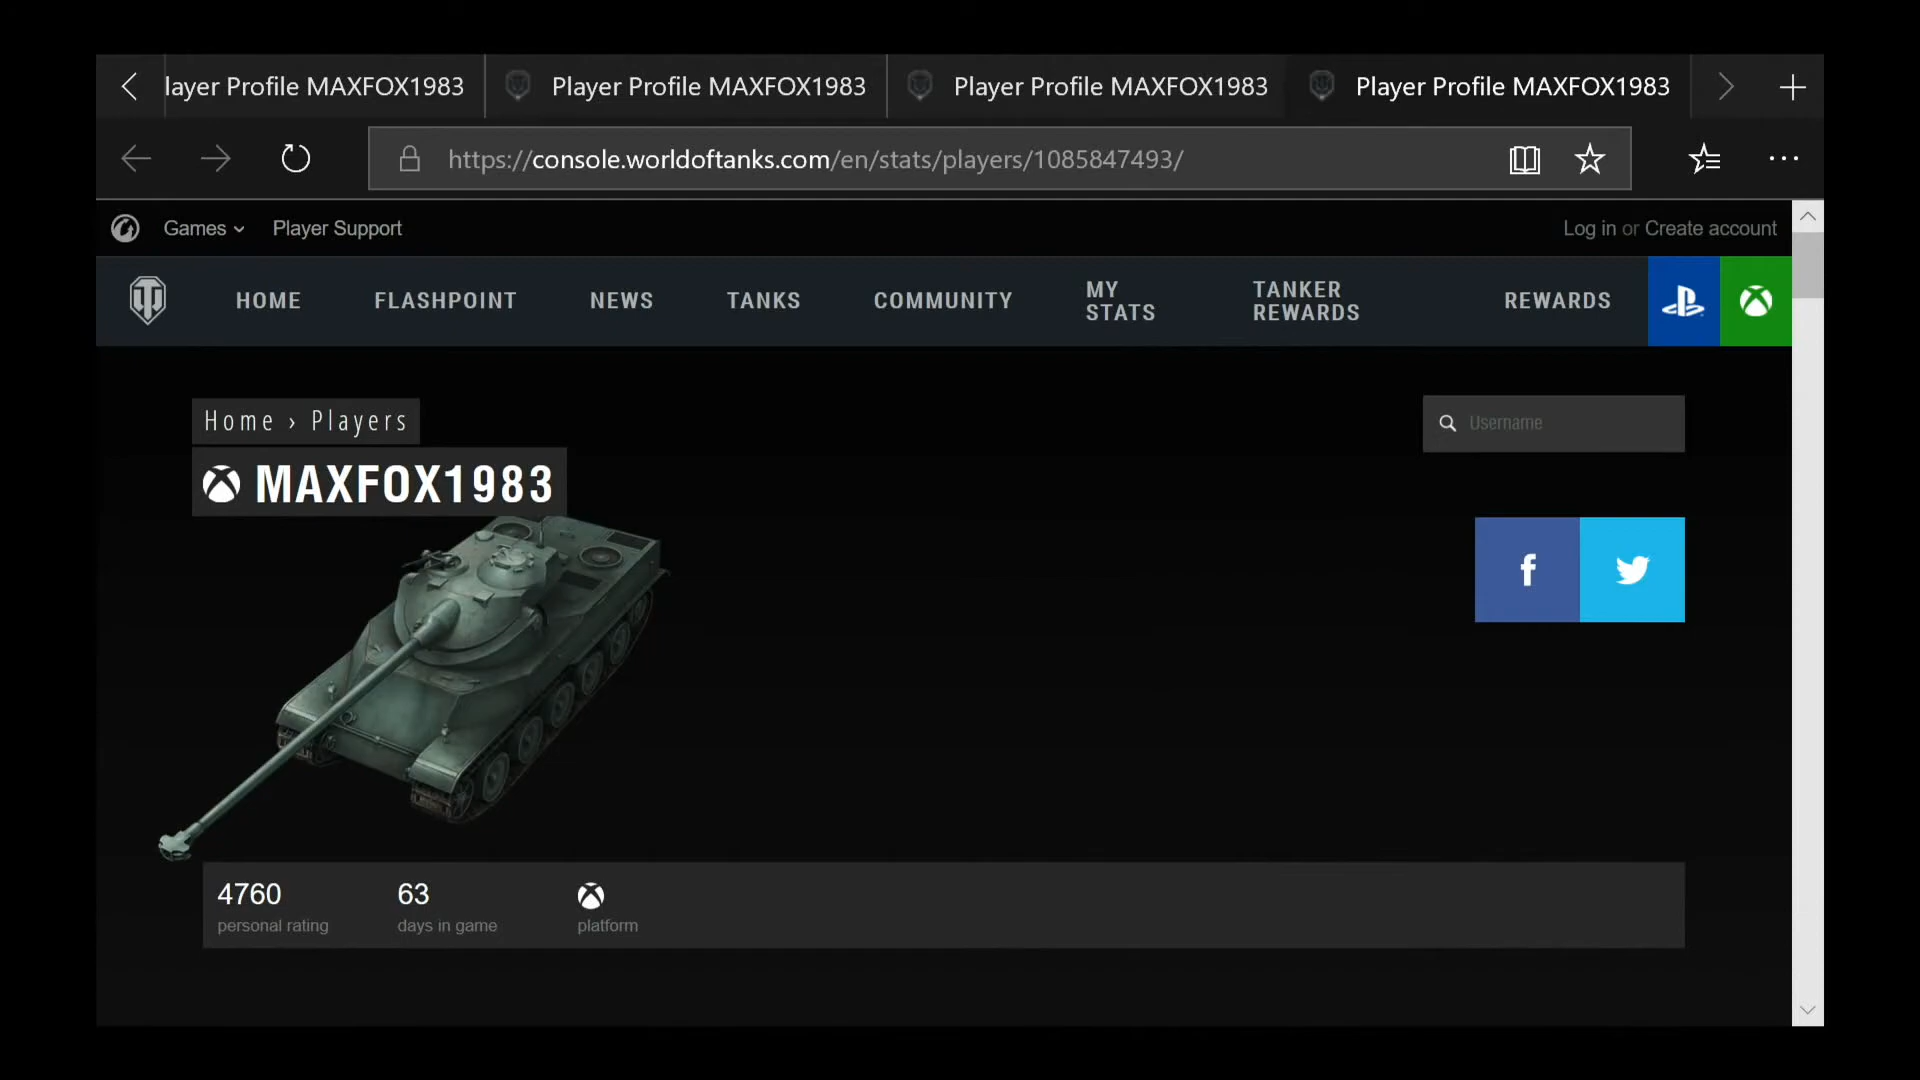 layer Profile MAXFOX1983
Player Profile MAXFOX1983
Player Profile MAXFOX1983
Player Profile MAXFOX1983
https://console.worldoftanks.com/en/stats/players/1085847493/
Games
Player Support
Log in or Create account
HOME
FLASHPOINT
NEWS
TANKS
COMMUNITY
MY
STATS
TANKER
REWARDS
REWARDS
Home › Players
Username
MAXFOX1983
4760
personal rating
63
days in game
platform